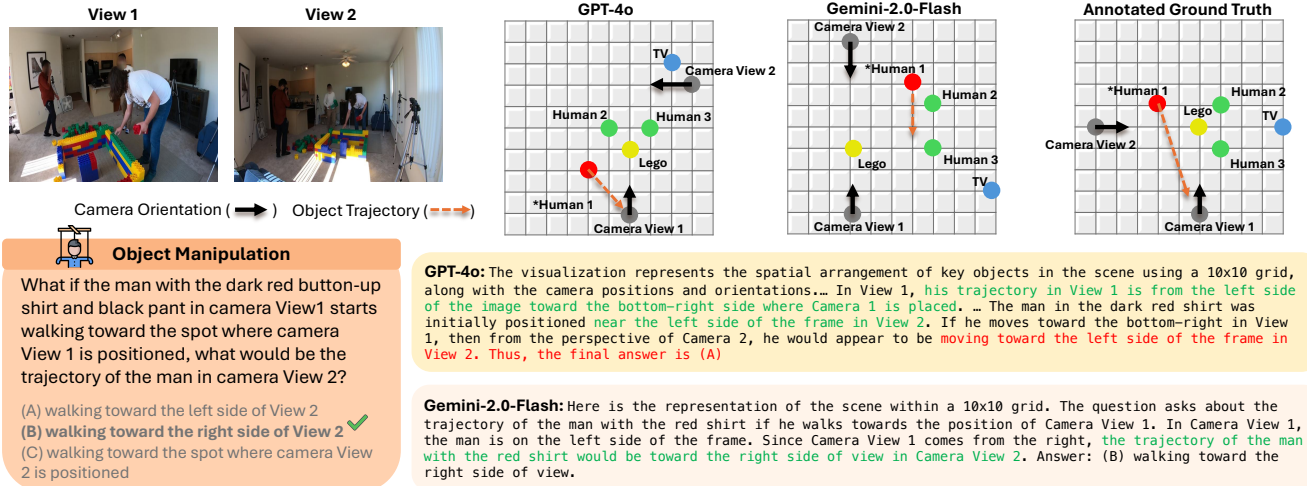 View 1
View 2
GPT-4o
Gemini-2.0-Flash
Annotated Ground Truth
TV
Camera View 2
Human 2
Human 3
Lego
*Human 1
Camera View 1
Camera View 2
*Human 1
Human 2
Lego
Human 3
TV
Camera View 1
*Human 1
Human 2
Lego
TV
Camera View 2
Human 3
Camera View 1
Camera Orientation ( ) Object Trajectory ( )
Object Manipulation
What if the man with the dark red button-up
shirt and black pant in camera View1 starts
walking toward the spot where camera
View 1 is positioned, what would be the
trajectory of the man in camera View 2?
(A) walking toward the left side of View 2
(B) walking toward the right side of View 2
(C) walking toward the spot where camera View
2 is positioned
GPT-4o: The visualization represents the spatial arrangement of key objects in the scene using a 10x10 grid,
along with the camera positions and orientations.… In View 1, his trajectory in View 1 is from the left side
of the image toward the bottom-right side where Camera 1 is placed. … The man in the dark red shirt was
initially positioned near the left side of the frame in View 2. If he moves toward the bottom-right in View
1, then from the perspective of Camera 2, he would appear to be moving toward the left side of the frame in
View 2. Thus, the final answer is (A)
Gemini-2.0-Flash: Here is the representation of the scene within a 10x10 grid. The question asks about the
trajectory of the man with the red shirt if he walks towards the position of Camera View 1. In Camera View 1,
the man is on the left side of the frame. Since Camera View 1 comes from the right, the trajectory of the man
with the red shirt would be toward the right side of view in Camera View 2. Answer: (B) walking toward the
right side of view.